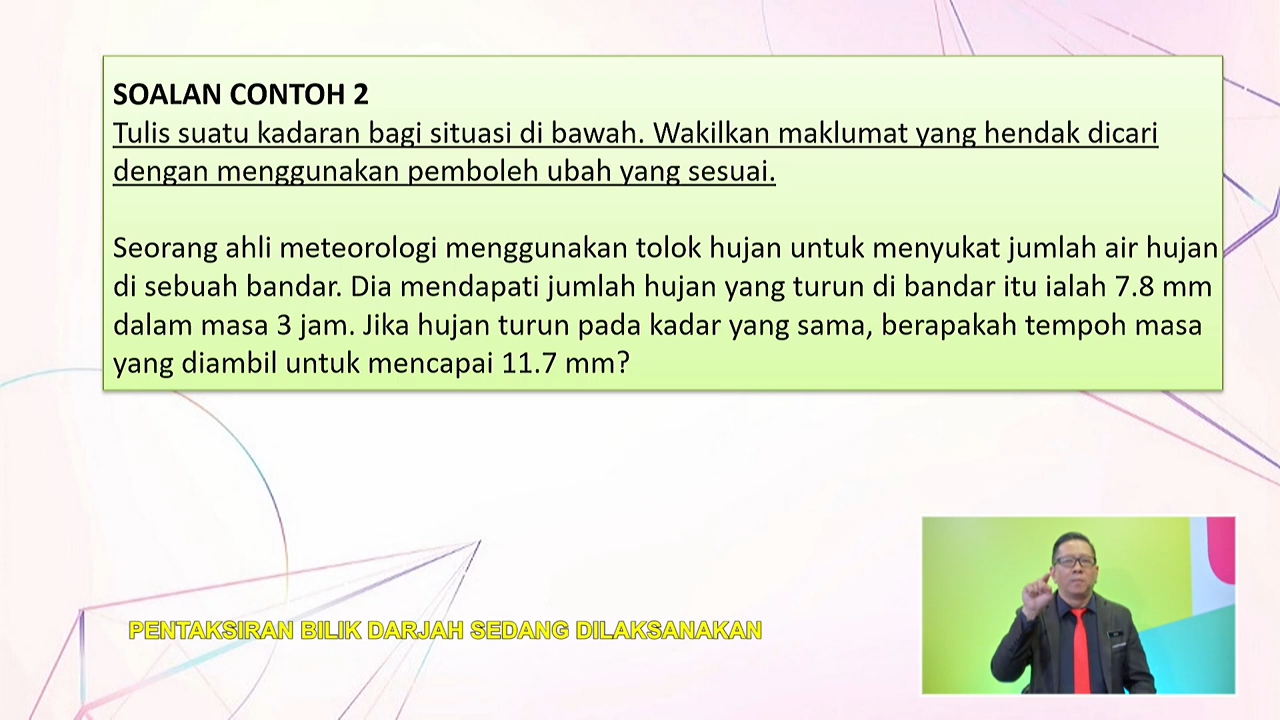 SOALAN CONTOH 2
Tulis suatu kadaran bagi situasi di bawah. Wakilkan maklumat yang hendak dicari
dengan menggunakan pemboleh ubah yang sesuai.
Seorang ahli meteorologi menggunakan tolok hujan untuk menyukat jumlah air hujan
di sebuah bandar. Dia mendapati jumlah hujan yang turun di bandar itu ialah 7.8 mm
dalam masa 3 jam. Jika hujan turun pada kadar yang sama, berapakah tempoh masa
yang diambil untuk mencapai 11.7 mm?
PENTAKSIRAN BILIK DARJAH SEDANG DILAKSANAKAN